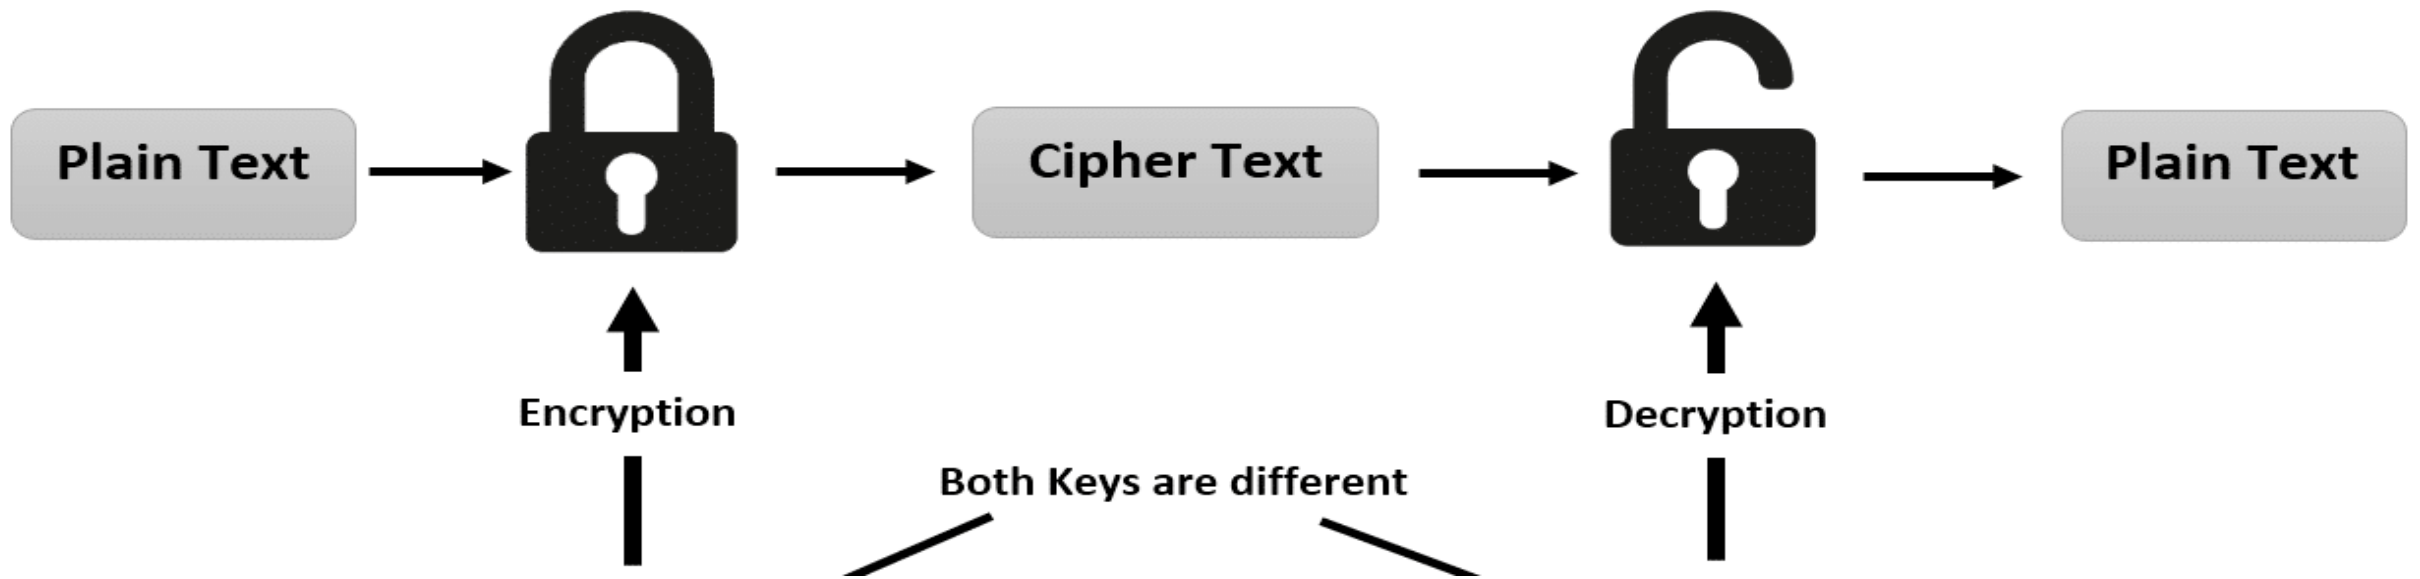 Plain Text
Cipher Text
Plain Text
Encryption
Decryption
Both Keys are different